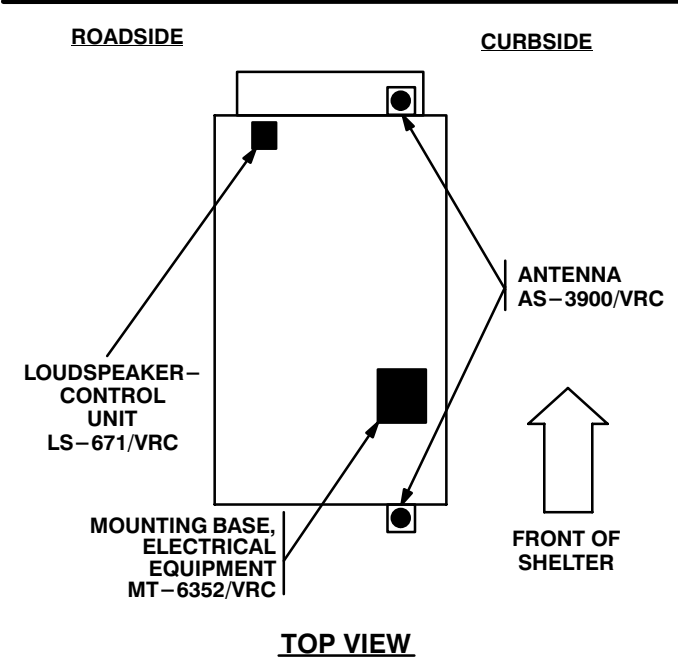 ROADSIDE
CURBSIDE
ANTENNA
AS–3900/VRC
LOUDSPEAKER–
CONTROL
UNIT
LS–671/VRC
MOUNTING BASE,
ELECTRICAL
EQUIPMENT
MT–6352/VRC
FRONT OF
SHELTER
TOP VIEW